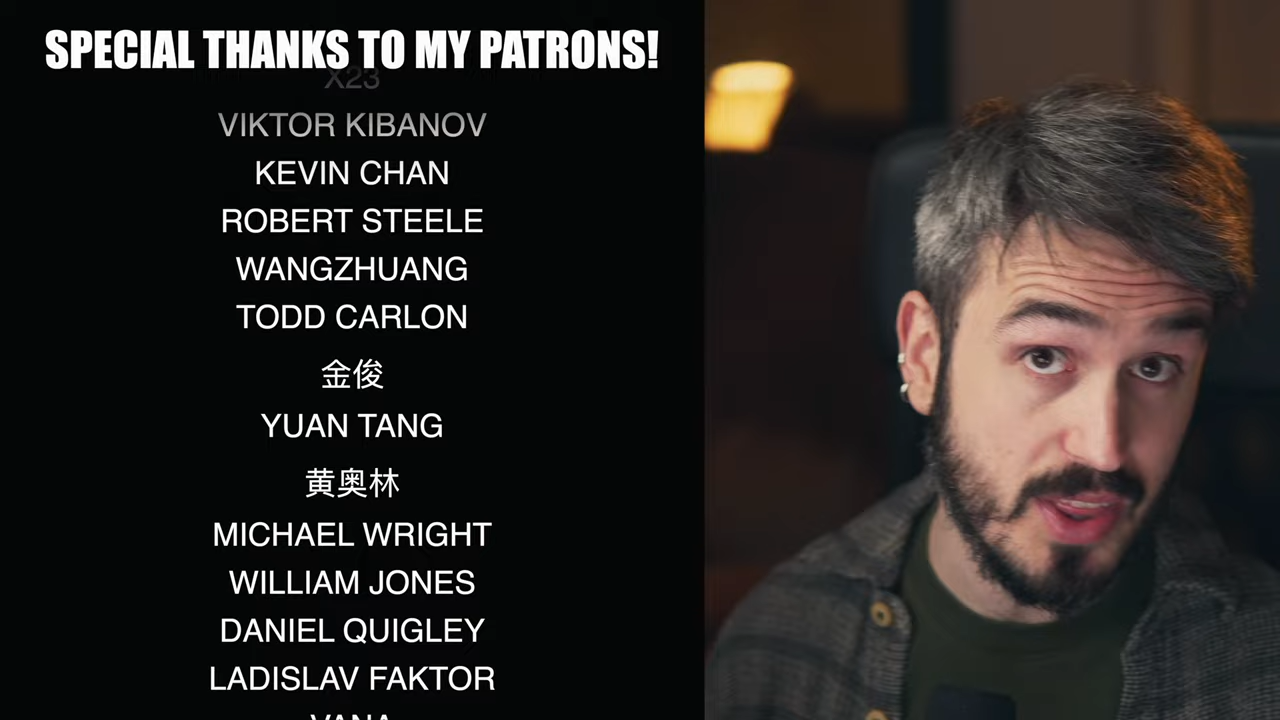 SPECIAL THANKS TO MY PATRONS!
X23
VIKTOR KIBANOV
KEVIN CHAN
ROBERT STEELE
WANGZHUANG
TODD CARLON
金俊
YUAN TANG
黄奥林
MICHAEL WRIGHT
WILLIAM JONES
DANIEL QUIGLEY
LADISLAV FAKTOR
YANA